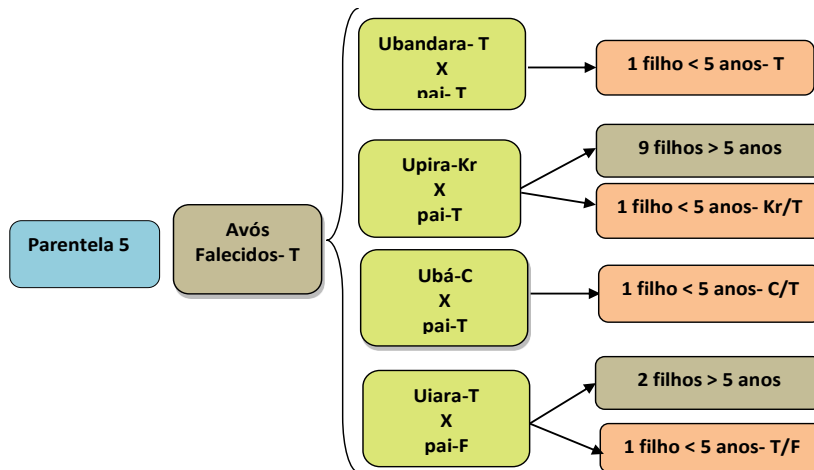 Parentela 5
Avós
Falecidos- T
Ubandara- T
X
pai- T
1 filho < 5 anos- T
Upira-Kr
X
pai-T
9 filhos > 5 anos
1 filho < 5 anos- Kr/T
Ubá-C
X
pai-T
1 filho < 5 anos- C/T
Uiara-T
X
pai-F
2 filhos > 5 anos
1 filho < 5 anos- T/F